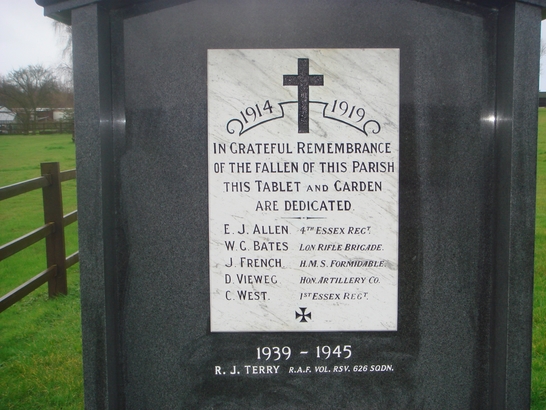 1914 1919
IN GRATEFUL REMEMBRANCE
OF THE FALLEN OF THIS PARISH
THIS TABLET AND GARDEN
ARE DEDICATED.
E. J. ALLEN 4TH ESSEX REGT.
W. G. BATES LON RIFLE BRIGADE.
J. FRENCH H.M.S. FORMIDABLE.
D. VIEWEG HON. ARTILLERY CO.
C. WEST. 1ST ESSEX REGT.
1939 - 1945
R. J. TERRY R.A.F. VOL. RSV. 626 SQDN.